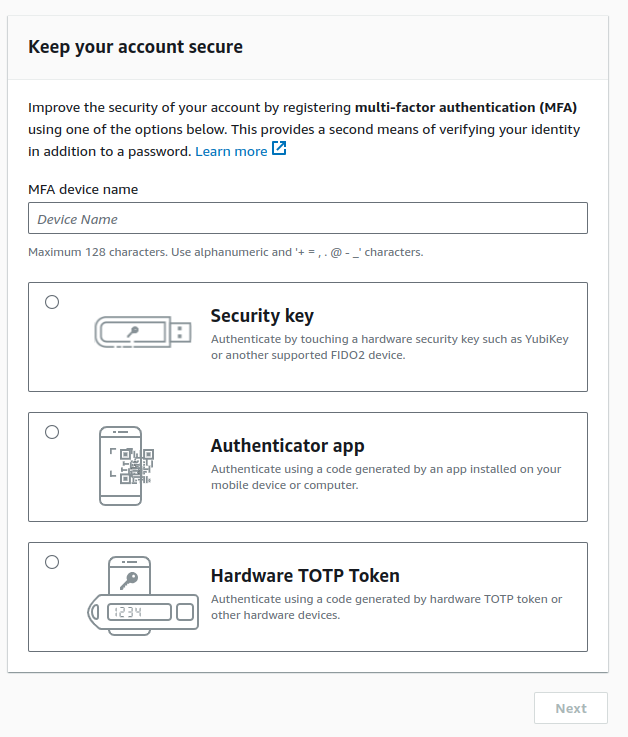 Keep your account secure
Improve the security of your account by registering multi-factor authentication (MFA)
using one of the options below. This provides a second means of verifying your identity
in addition to a password. Learn more
MFA device name
Device Name
Maximum 128 characters. Use alphanumeric and '+ = , . @ - _' characters.
Security key
Authenticate by touching a hardware security key such as YubiKey
or another supported FIDO2 device.
Authenticator app
Authenticate using a code generated by an app installed on your
mobile device or computer.
Hardware TOTP Token
Authenticate using a code generated by hardware TOTP token or
other hardware devices.
1234
Next